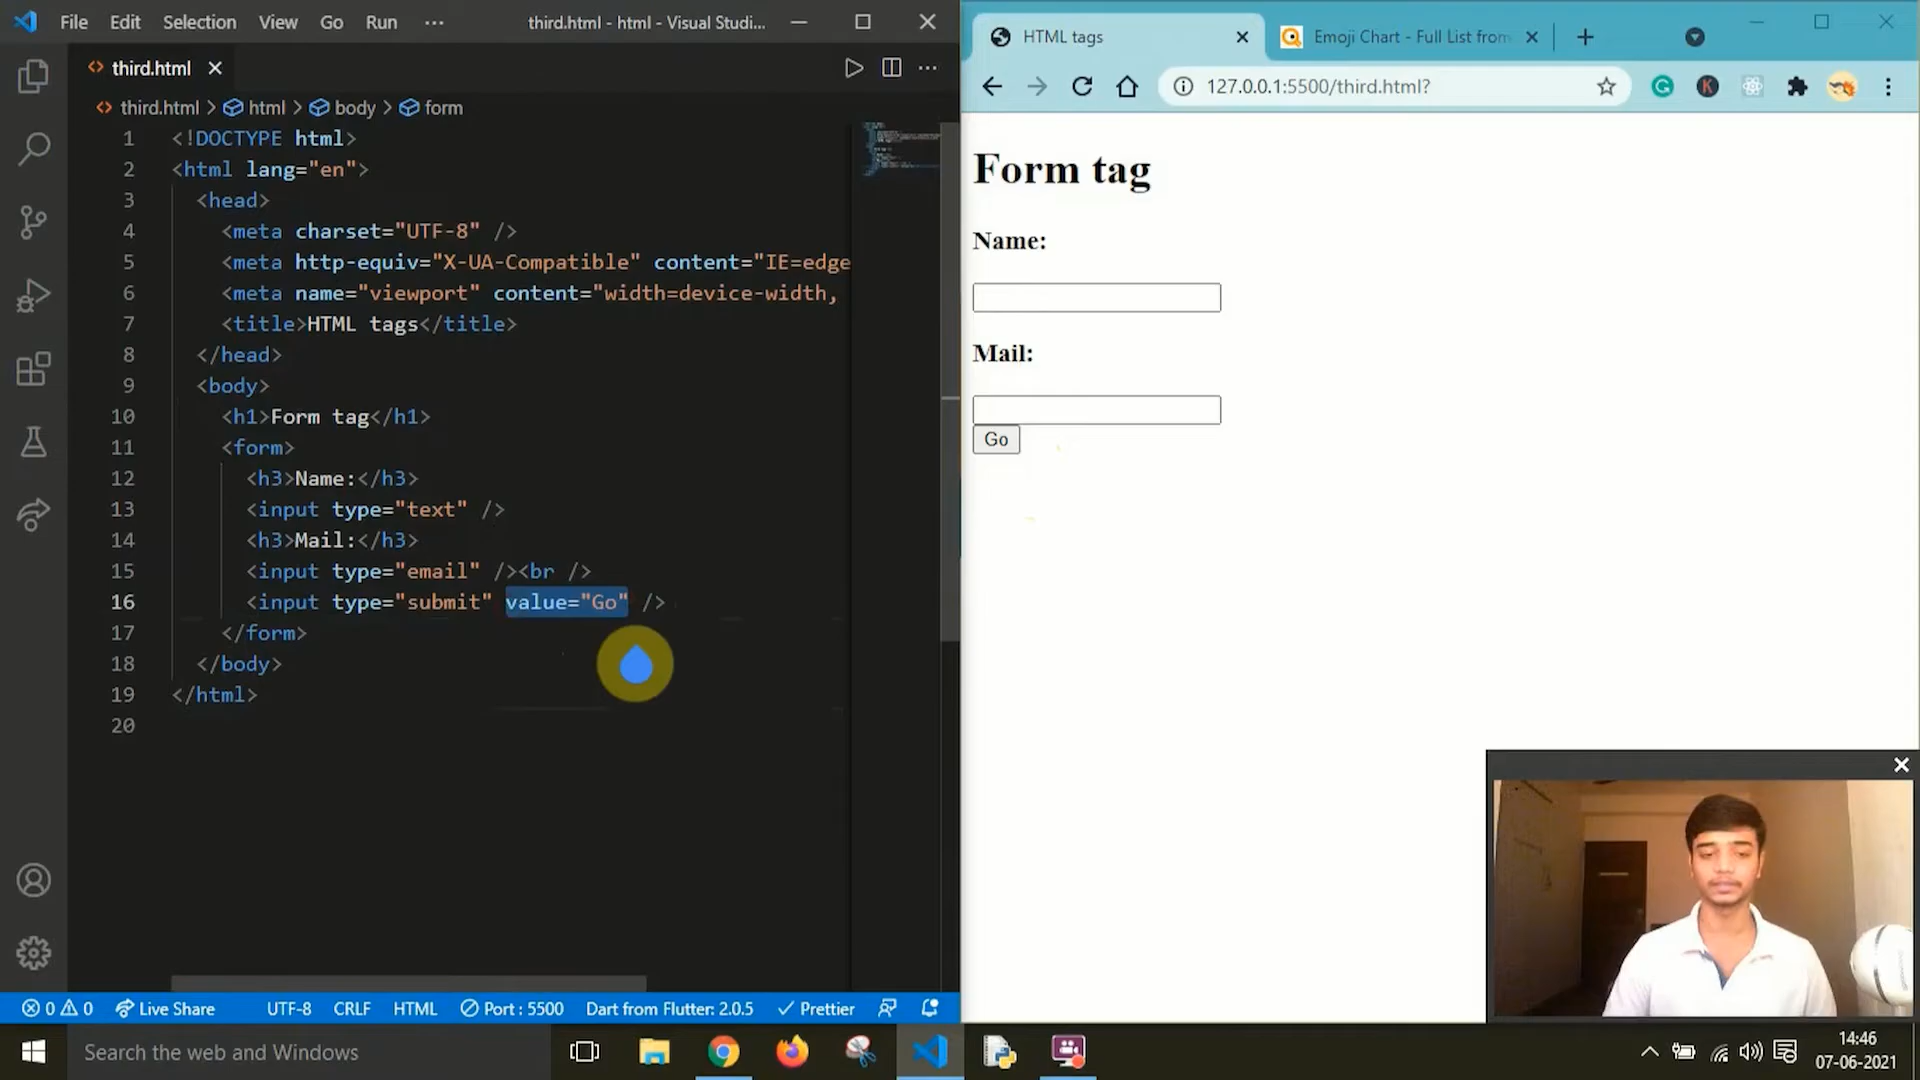 File Edit Selection View Go Run ··· third.html - html - Visual Studi...
third.html
third.html > html > body > form
1 <!DOCTYPE html>
2 <html lang="en">
3 <head>
4 <meta charset="UTF-8" />
5 <meta http-equiv="X-UA-Compatible" content="IE=edge
6 <meta name="viewport" content="width=device-width,
7 <title>HTML tags</title>
8 </head>
9 <body>
10 <h1>Form tag</h1>
11 <form>
12 <h3>Name:</h3>
13 <input type="text" />
14 <h3>Mail:</h3>
15 <input type="email" /><br />
16 <input type="submit" value="Go" />
17 </form>
18 </body>
19 </html>
20
0 0 Live Share UTF-8 CRLF HTML Port : 5500 Dart from Flutter: 2.0.5 Prettier
HTML tags Emoji Chart - Full List from
127.0.0.1:5500/third.html?
Form tag
Name:
Mail:
Go
Search the web and Windows
14:46
07-06-2021